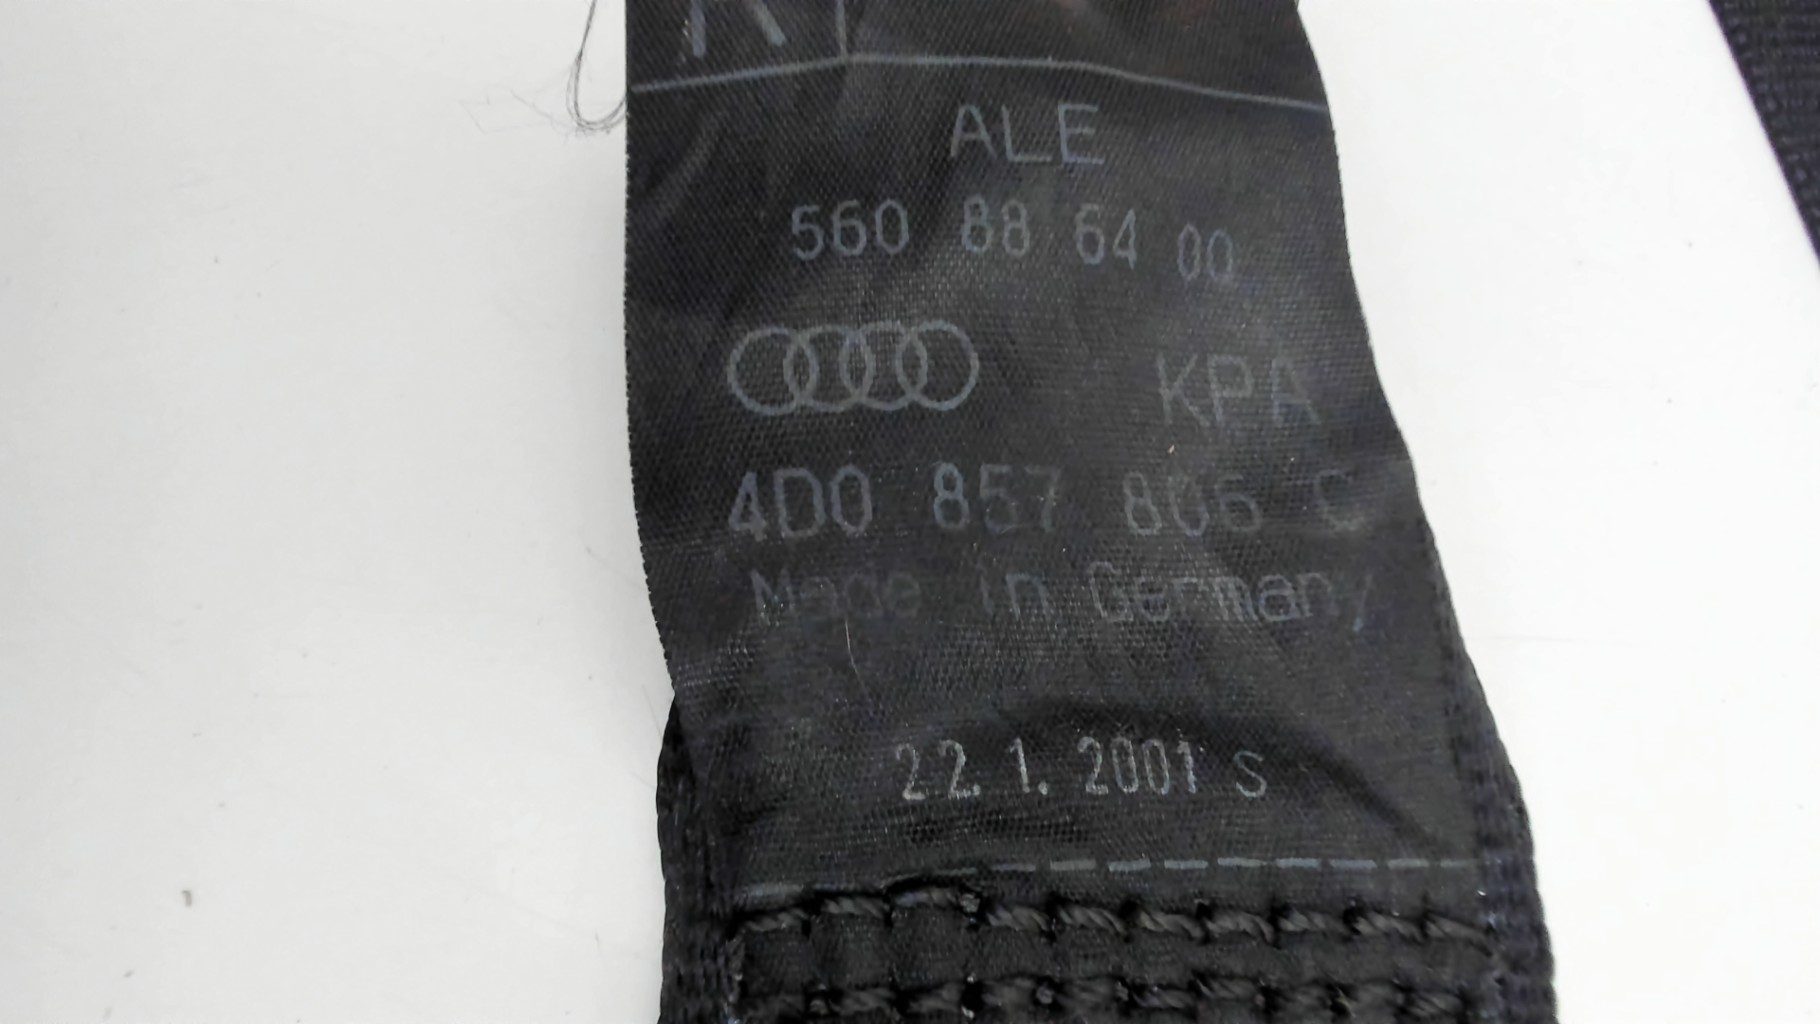 R
ALE
560 88 64 00
KPA
4D0 857 806 C
Made in Germany
22.1.2001 S